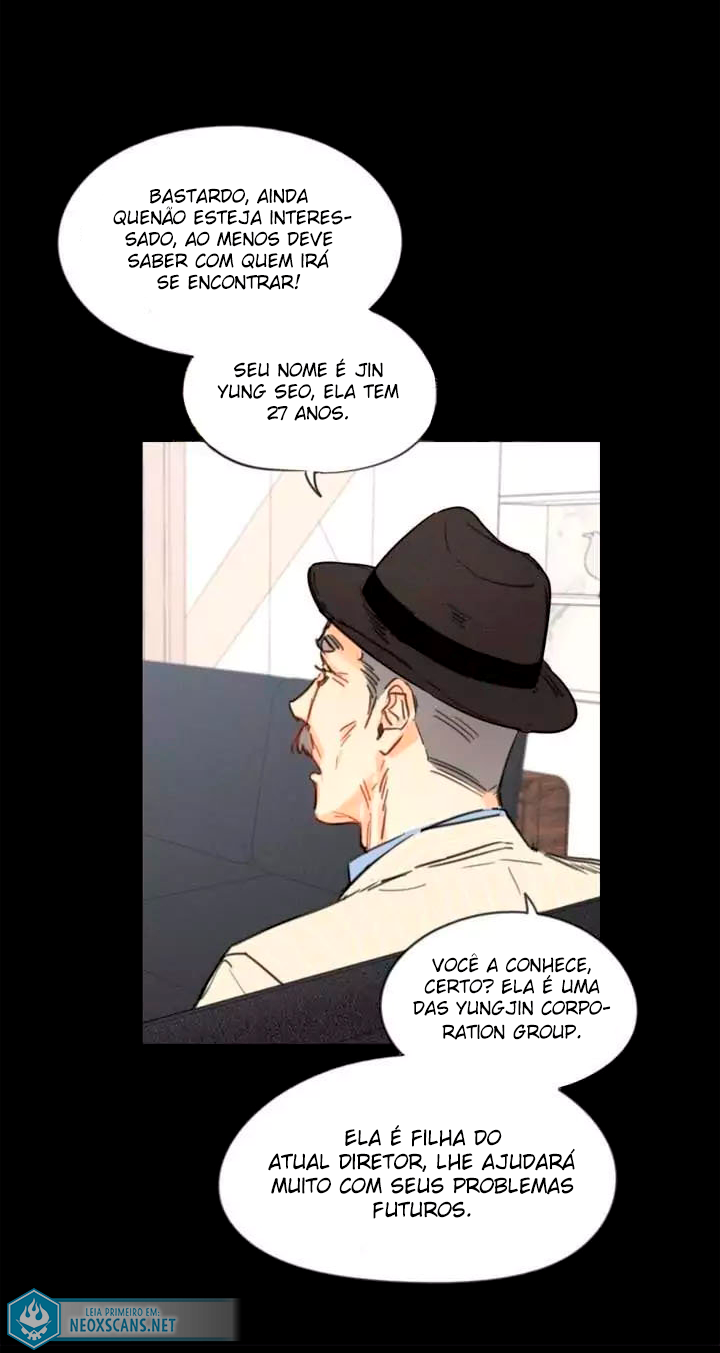 BASTARDO, AINDA
QUENÃO ESTEJA INTERES-
SADO, AO MENOS DEVE
SABER COM QUEM IRÁ
SE ENCONTRAR!
SEU NOME É JIN
YUNG SEO, ELA TEM
27 ANOS.
VOCÊ A CONHECE,
CERTO? ELA É UMA
DAS YUNGJIN CORPO-
RATION GROUP.
ELA É FILHA DO
ATUAL DIRETOR, LHE AJUDARÁ
MUITO COM SEUS PROBLEMAS
FUTUROS.
LEIA PRIMEIRO EM:
NEOXSCANS.NET